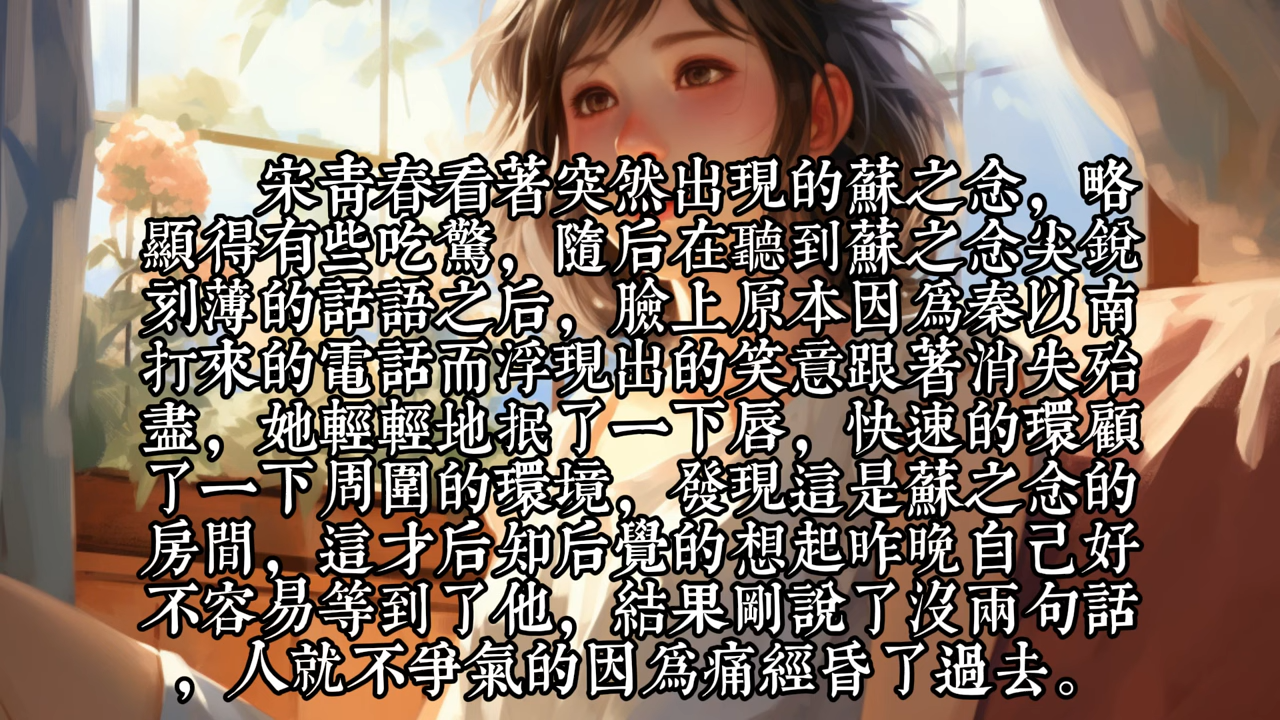 宋靑春看著突然出現的蘇之念，略
顯得有些吃驚，隨后在聽到蘇之念尖銳
刻薄的話語之后，臉上原本因爲秦以南
打來的電話而浮現出的笑意跟著消失殆
盡，她輕輕地抿了一下唇，快速的環顧
了一下周圍的環境，發現這是蘇之念的
房間，這才后知后覺的想起昨晚自己好
不容易等到了他，結果剛說了沒兩句話
，人就不爭氣的因爲痛經昏了過去。